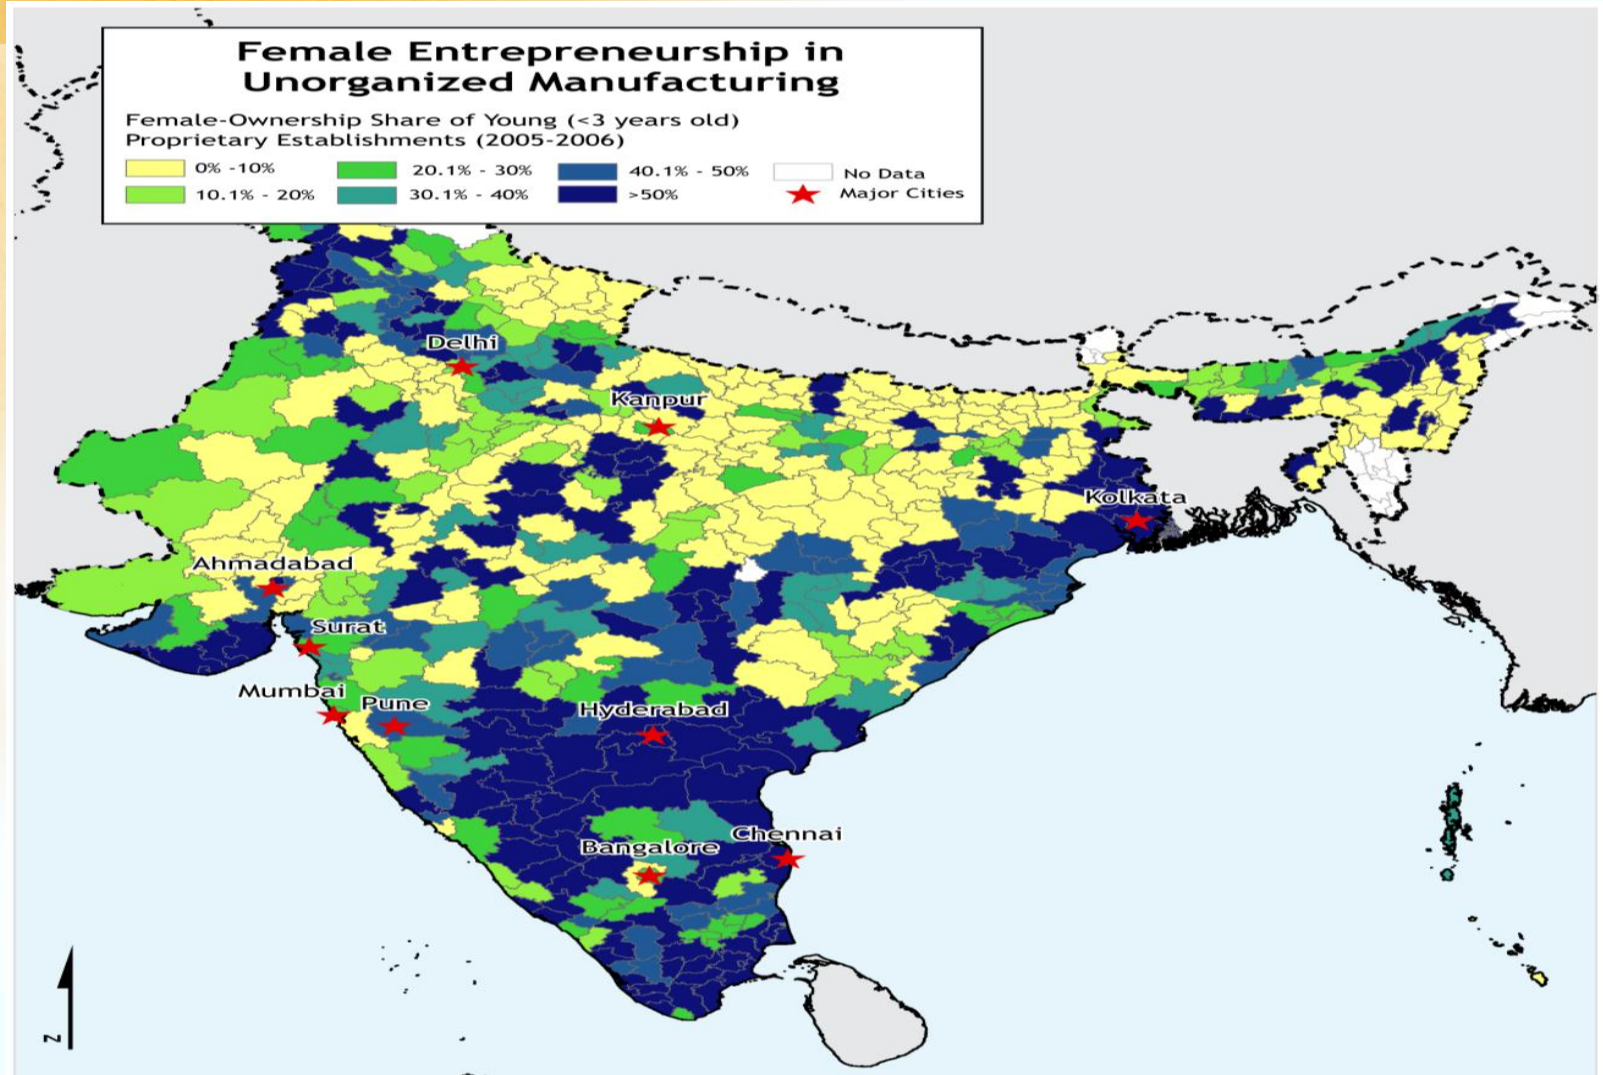 Female Entrepreneurship in
Unorganized Manufacturing
Female-Ownership Share of Young (<3 years old)
Proprietary Establishments (2005-2006)
0% -10%
20.1% - 30%
40.1% - 50%
No Data
10.1% - 20%
30.1% - 40%
>50%
Major Cities
Delhi
Kanpur
Kolkata
Ahmadabad
Surat
Mumbai
Pune
Hyderabad
Chennai
Bangalore
N